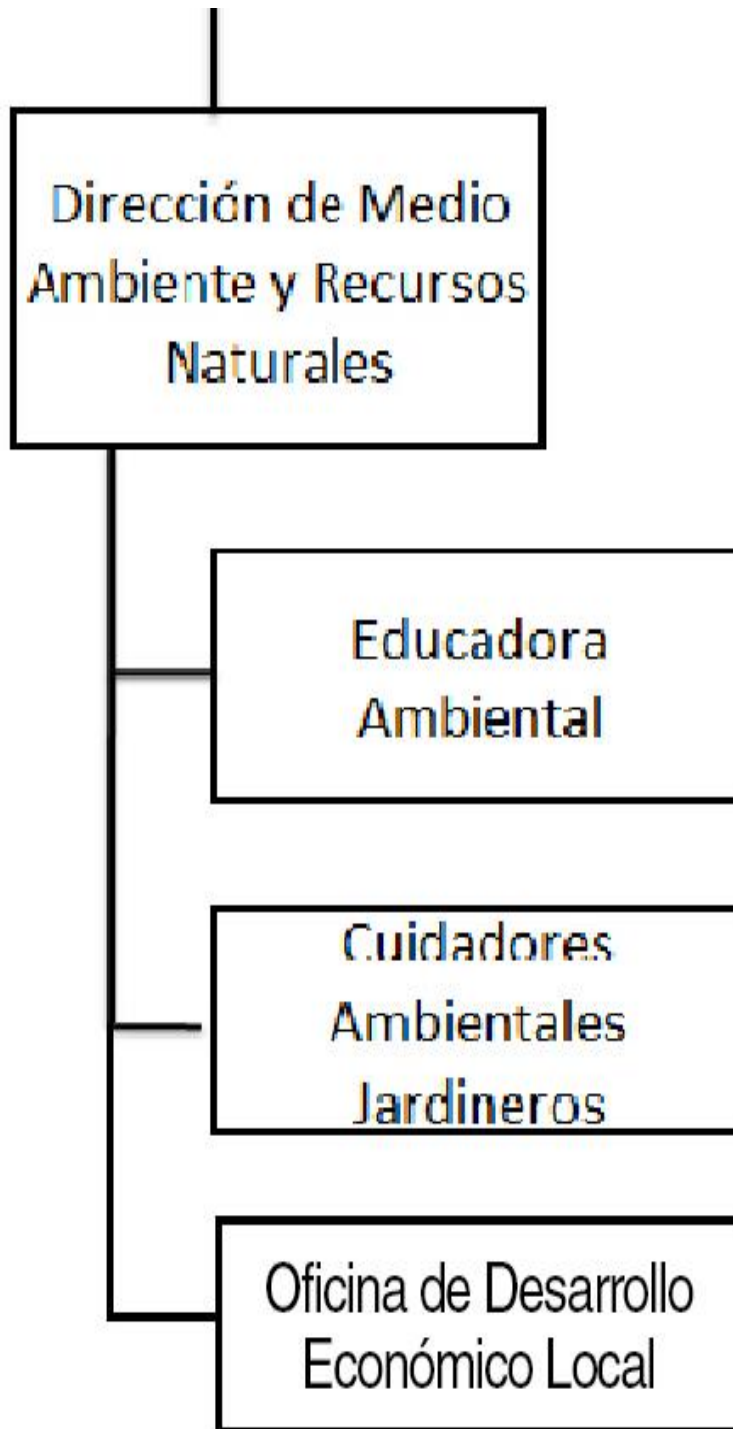 Dirección de Medio
Ambiente y Recursos
Naturales
Educadora
Ambiental
Cuidadores
Ambientales
Jardineros
Oficina de Desarrollo
Económico Local